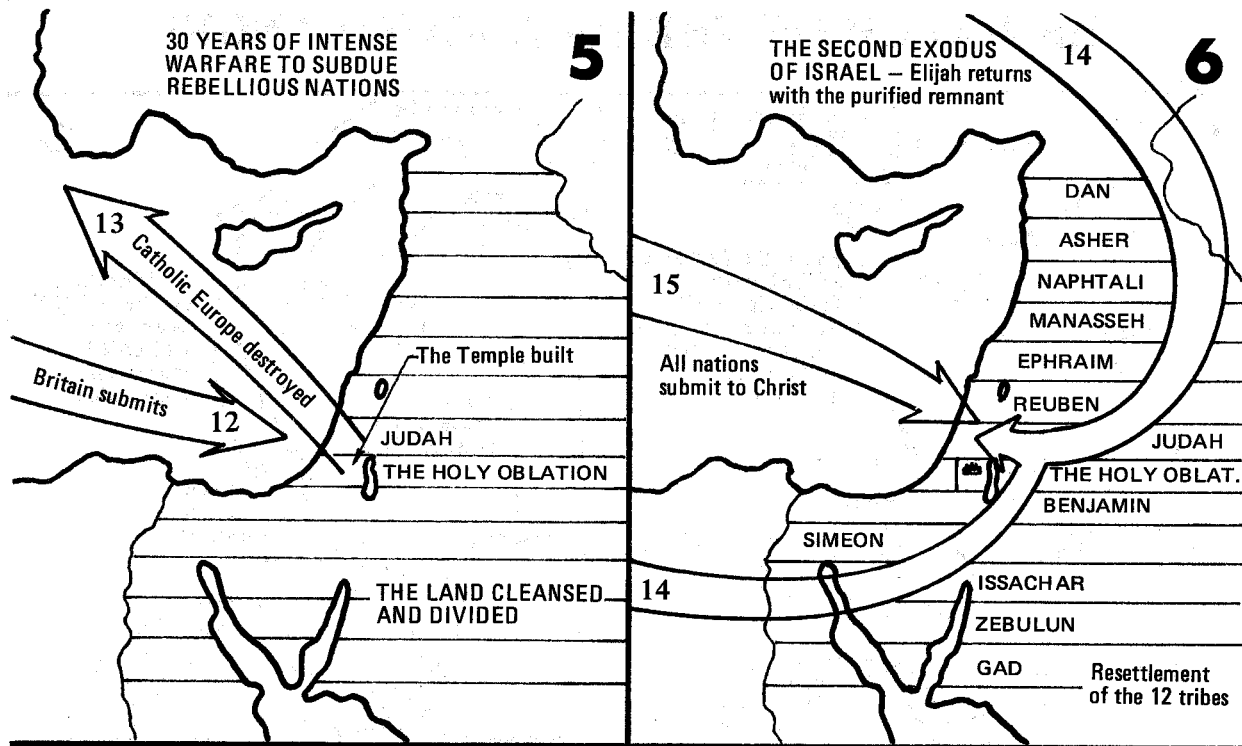 30 YEARS OF INTENSE
WARFARE TO SUBDUE
REBELLIOUS NATIONS
5
13
Catholic Europe destroyed
The Temple built
Britain submits
12
JUDAH
THE HOLY OBLATION
THE LAND CLEANSED
AND DIVIDED
THE SECOND EXODUS
OF ISRAEL – Elijah returns
with the purified remnant
14
6
DAN
ASHER
NAPHTALI
MANASSEH
EPHRAIM
REUBEN
15
All nations
submit to Christ
JUDAH
THE HOLY OBLAT.
BENJAMIN
SIMEON
14
ISSACHAR
ZEBULUN
GAD
Resettlement
of the 12 tribes